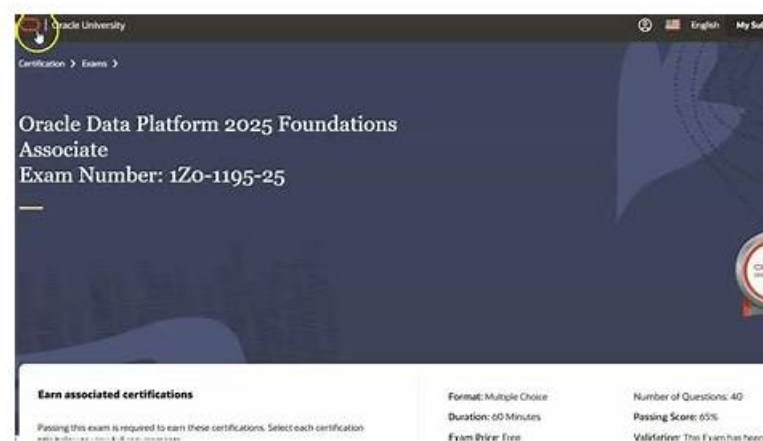 Oracle University
English My Su
Certification > Exams >
Oracle Data Platform 2025 Foundations
Associate
Exam Number: 1Z0-1195-25
Earn associated certifications
Passing this exam is required to earn these certifications. Select each certification
Format: Multiple Choice
Duration: 60 Minutes
Exam Price: Free
Number of Questions: 40
Passing Score: 65%
Validation: This Exam has been